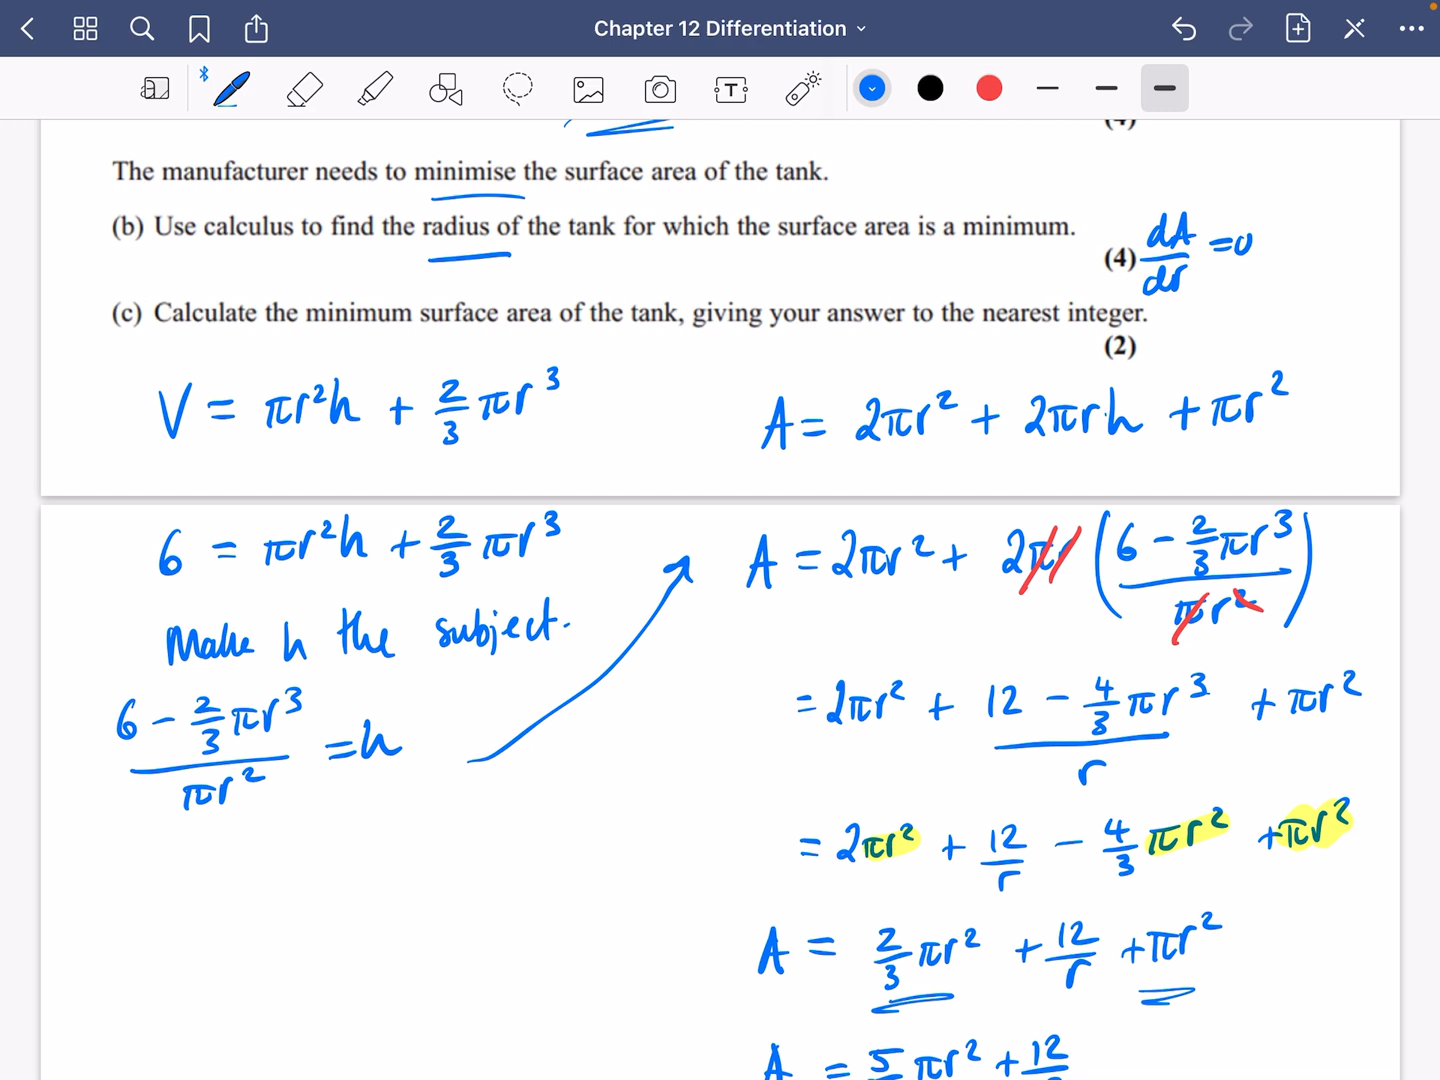 Chapter 12 Differentiation
The manufacturer needs to minimise the surface area of the tank.
(b) Use calculus to find the radius of the tank for which the surface area is a minimum.
(4) dA/dr = 0
(c) Calculate the minimum surface area of the tank, giving your answer to the nearest integer.
(2)
V = πr²h + 2/3 πr³
A = 2πr² + 2πrh + πr²
6 = πr²h + 2/3 πr³
Make h the subject.
(6 - 2/3 πr³)/(πr²) = h
A = 2πr² + 2πr ((6 - 2/3 πr³)/(πr²))
= 2πr² + (12 - 4/3 πr³)/r + πr²
= 2πr² + 12/r - 4/3 πr² + πr²
A = 2/3 πr² + 12/r + πr²